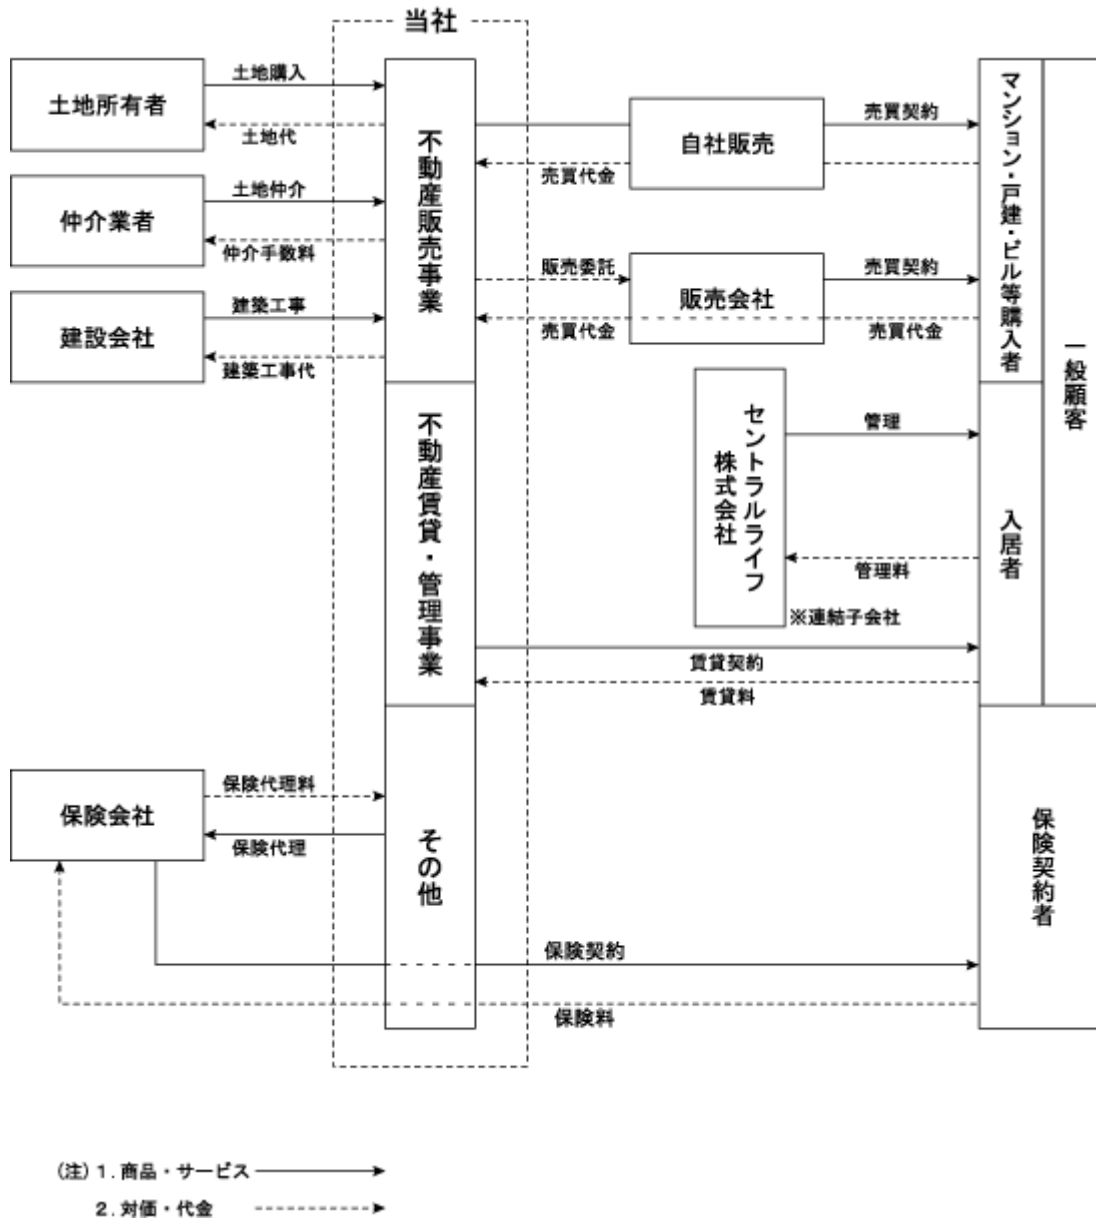 当社
土地所有者
土地購入
土地代
仲介業者
土地仲介
仲介手数料
建設会社
建築工事
建築工事代
不動産販売事業
自社販売
売買契約
売買代金
販売委託
販売会社
売買契約
売買代金
売買代金
マンション・戸建・ビル等購入者
一般顧客
不動産賃貸・管理事業
セントラルライフ
株式会社
管理
管理料
※連結子会社
入居者
賃貸契約
賃貸料
保険会社
保険代理料
保険代理
その他
保険契約
保険料
保険契約者
(注) 1.商品・サービス
2.対価・代金